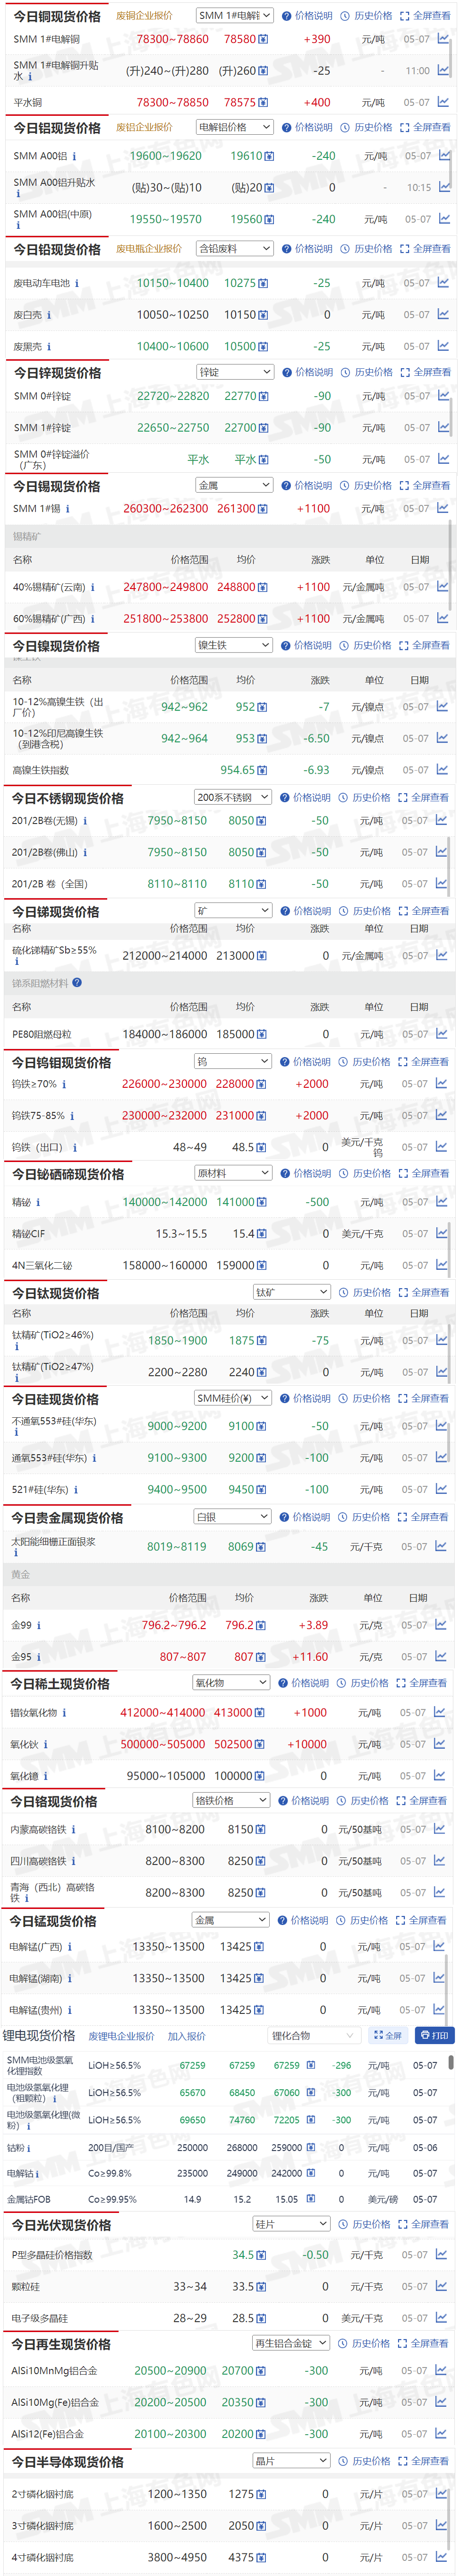 今日铜现货价格 废铜企业报价 SMM 1#电解铜 价格说明 历史价格 全屏查看
SMM 1#电解铜 78300~78860 78580 +390 元/吨 05-07
SMM 1#电解铜升贴水 (升)240~(升)280 (升)260 -25 - 11:00
平水铜 78300~78850 78575 +400 元/吨 05-07
今日铝现货价格 废铝企业报价 电解铝价格 价格说明 历史价格 全屏查看
SMM A00铝 19600~19620 19610 -240 元/吨 05-07
SMM A00铝升贴水 (贴)30~(贴)10 (贴)20 0 - 10:15
SMM A00铝(中原) 19550~19570 19560 -240 元/吨 05-07
今日铅现货价格 废电瓶企业报价 含铅废料 价格说明 历史价格 全屏查看
废电动车电池 10150~10400 10275 -25 元/吨 05-07
废白壳 10050~10250 10150 0 元/吨 05-07
废黑壳 10400~10600 10500 -25 元/吨 05-07
今日锌现货价格 锌锭 价格说明 历史价格 全屏查看
SMM 0#锌锭 22720~22820 22770 -90 元/吨 05-07
SMM 1#锌锭 22650~22750 22700 -90 元/吨 05-07
SMM 0#锌锭溢价（广东） 平水 平水 -50 元/吨 05-07
今日锡现货价格 金属 价格说明 历史价格 全屏查看
SMM 1#锡 260300~262300 261300 +1100 元/吨 05-07
锡精矿
名称 价格范围 均价 涨跌 单位 日期
40%锡精矿(云南) 247800~249800 248800 +1100 元/金属吨 05-07
60%锡精矿(广西) 251800~253800 252800 +1100 元/金属吨 05-07
今日镍现货价格 镍生铁 价格说明 历史价格 全屏查看
名称 价格范围 均价 涨跌 单位 日期
10-12%高镍生铁（出厂价） 942~962 952 -7 元/镍点 05-07
10-12%印尼高镍生铁（到港含税） 942~964 953 -6.50 元/镍点 05-07
高镍生铁指数 954.65 -6.93 元/镍点 05-07
今日不锈钢现货价格 200系不锈钢 价格说明 历史价格 全屏查看
201/2B卷(无锡) 7950~8150 8050 -50 元/吨 05-07
201/2B卷(佛山) 7950~8150 8050 -50 元/吨 05-07
201/2B 卷（全国） 8110~8110 8110 -50 元/吨 05-07
今日锑现货价格 矿 价格说明 历史价格 全屏查看
名称 价格范围 均价 涨跌 单位 日期
硫化锑精矿Sb≥55% 212000~214000 213000 0 元/金属吨 05-07
锑系阻燃材料
名称 价格范围 均价 涨跌 单位 日期
PE80阻燃母粒 184000~186000 185000 0 元/吨 05-07
今日钨钼现货价格 钨 价格说明 历史价格 全屏查看
钨铁≥70% 226000~230000 228000 +2000 元/吨 05-07
钨铁75-85% 230000~232000 231000 +2000 元/吨 05-07
钨铁（出口） 48~49 48.5 0 美元/千克钨 05-07
今日铋硒碲现货价格 原材料 价格说明 历史价格 全屏查看
精铋 140000~142000 141000 -500 元/吨 05-07
精铋CIF 15.3~15.5 15.4 0 美元/千克 05-07
4N三氧化二铋 158000~160000 159000 0 元/吨 05-07
今日钛现货价格 钛矿 历史价格 全屏查看
名称 价格范围 均价 涨跌 单位 日期
钛精矿(TiO2≥46%) 1850~1900 1875 -75 元/吨 05-07
钛精矿(TiO2≥47%) 2200~2280 2240 0 元/吨 05-07
今日硅现货价格 SMM硅价(¥) 价格说明 历史价格 全屏查看
不通氧553#硅(华东) 9000~9200 9100 -50 元/吨 05-07
通氧553#硅(华东) 9100~9300 9200 -100 元/吨 05-07
521#硅(华东) 9400~9500 9450 -100 元/吨 05-07
今日贵金属现货价格 白银 价格说明 历史价格 全屏查看
太阳能细栅正面银浆 8019~8119 8069 -45 元/千克 05-07
黄金
名称 价格范围 均价 涨跌 单位 日期
金99 796.2~796.2 796.2 +3.89 元/克 05-07
金95 807~807 807 +11.60 元/克 05-07
今日稀土现货价格 氧化物 价格说明 历史价格 全屏查看
镨钕氧化物 412000~414000 413000 +1000 元/吨 05-07
氧化钬 500000~505000 502500 +10000 元/吨 05-07
氧化镱 95000~105000 100000 0 元/吨 05-07
今日铬现货价格 铬铁价格 价格说明 历史价格 全屏查看
内蒙高碳铬铁 8100~8200 8150 0 元/50基吨 05-07
四川高碳铬铁 8200~8300 8250 0 元/50基吨 05-07
青海（西北）高碳铬铁 8200~8300 8250 0 元/50基吨 05-07
今日锰现货价格 金属 价格说明 历史价格 全屏查看
电解锰(广西) 13350~13500 13425 0 元/吨 05-07
电解锰(湖南) 13350~13500 13425 0 元/吨 05-07
电解锰(贵州) 13350~13500 13425 0 元/吨 05-07
锂电现货价格 废锂电企业报价 加入报价 锂化合物 全屏 打印
SMM电池级氢氧化锂指数 LiOH≥56.5% 67259 67259 67259 -296 元/吨 05-07
电池级氢氧化锂（粗颗粒） LiOH≥56.5% 65670 68450 67060 -300 元/吨 05-07
电池级氢氧化锂(微粉) LiOH≥56.5% 69650 74760 72205 -300 元/吨 05-07
钴粉 200目/国产 250000 268000 259000 0 元/吨 05-06
电解钴 Co≥99.8% 235000 249000 242000 0 元/吨 05-07
金属钴FOB Co≥99.95% 14.9 15.2 15.05 0 美元/磅 05-07
今日光伏现货价格 硅片 历史价格 全屏查看
P型多晶硅价格指数 34.5 -0.50 元/千克 05-07
颗粒硅 33~34 33.5 0 元/千克 05-07
电子级多晶硅 28~29 28.5 0 美元/千克 05-07
今日再生现货价格 再生铝合金锭 历史价格 全屏查看
AlSi10MnMg铝合金 20500~20900 20700 -300 元/吨 05-07
AlSi10Mg(Fe)铝合金 20200~20500 20350 -300 元/吨 05-07
AlSi12(Fe)铝合金 20100~20300 20200 -300 元/吨 05-07
今日半导体现货价格 晶片 历史价格 全屏查看
2寸磷化铟衬底 1200~1350 1275 0 元/片 05-07
3寸磷化铟衬底 1600~2500 2050 0 元/片 05-07
4寸磷化铟衬底 3800~4950 4375 0 元/片 05-07